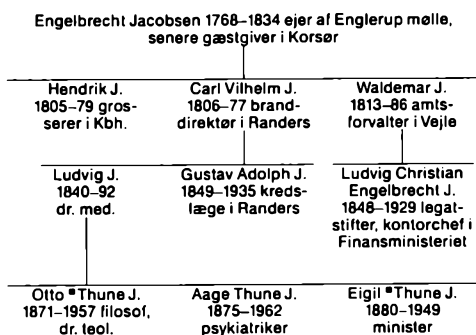 Engelbrecht Jacobsen 1768–1834 ejer af Englerup mølle,
senere gæstgiver i Korsør
Hendrik J.
1805–79 gros-
serer i Kbh.
Carl Vilhelm J.
1806–77 brand-
direktør i Randers
Waldemar J.
1813–86 amts-
forvalter i Vejle
Ludvig J.
1840–92
dr. med.
Gustav Adolph J.
1849–1935 kreds-
læge i Randers
Ludvig Christian
Engelbrecht J.
1848–1929 legat-
stifter, kontorchef i
Finansministeriet
Otto ▪Thune J.
1871–1957 filosof,
dr. teol.
Aage Thune J.
1875–1962
psykiatriker
Eigil ▪Thune J.
1880–1949
minister